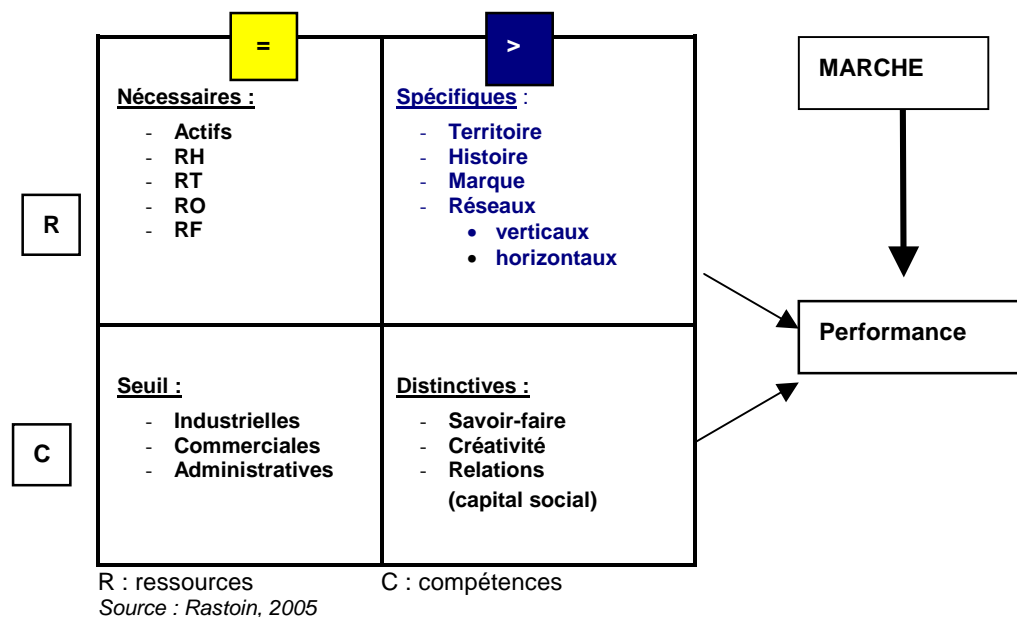 =
>
MARCHE
Nécessaires :
- Actifs
- RH
- RT
- RO
- RF
Spécifiques :
- Territoire
- Histoire
- Marque
- Réseaux
• verticaux
• horizontaux
R
Performance
Seuil :
- Industrielles
- Commerciales
- Administratives
Distinctives :
- Savoir-faire
- Créativité
- Relations
(capital social)
C
R : ressources
C : compétences
Source : Rastoin, 2005